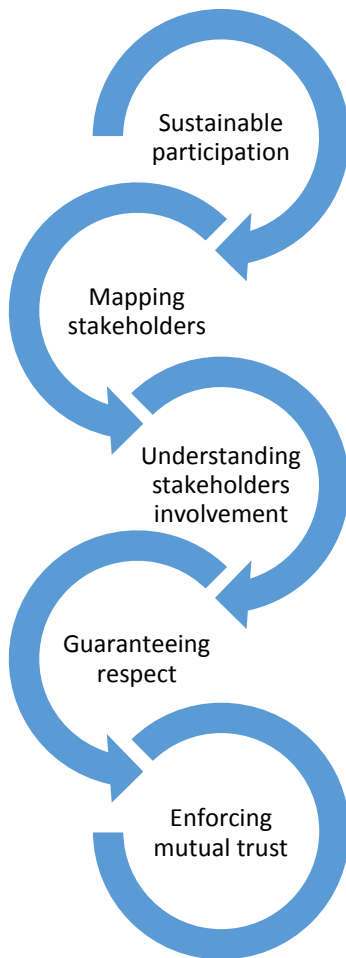 Sustainable
participation
Mapping
stakeholders
Understanding
stakeholders
involvement
Guaranteeing
respect
Enforcing
mutual trust